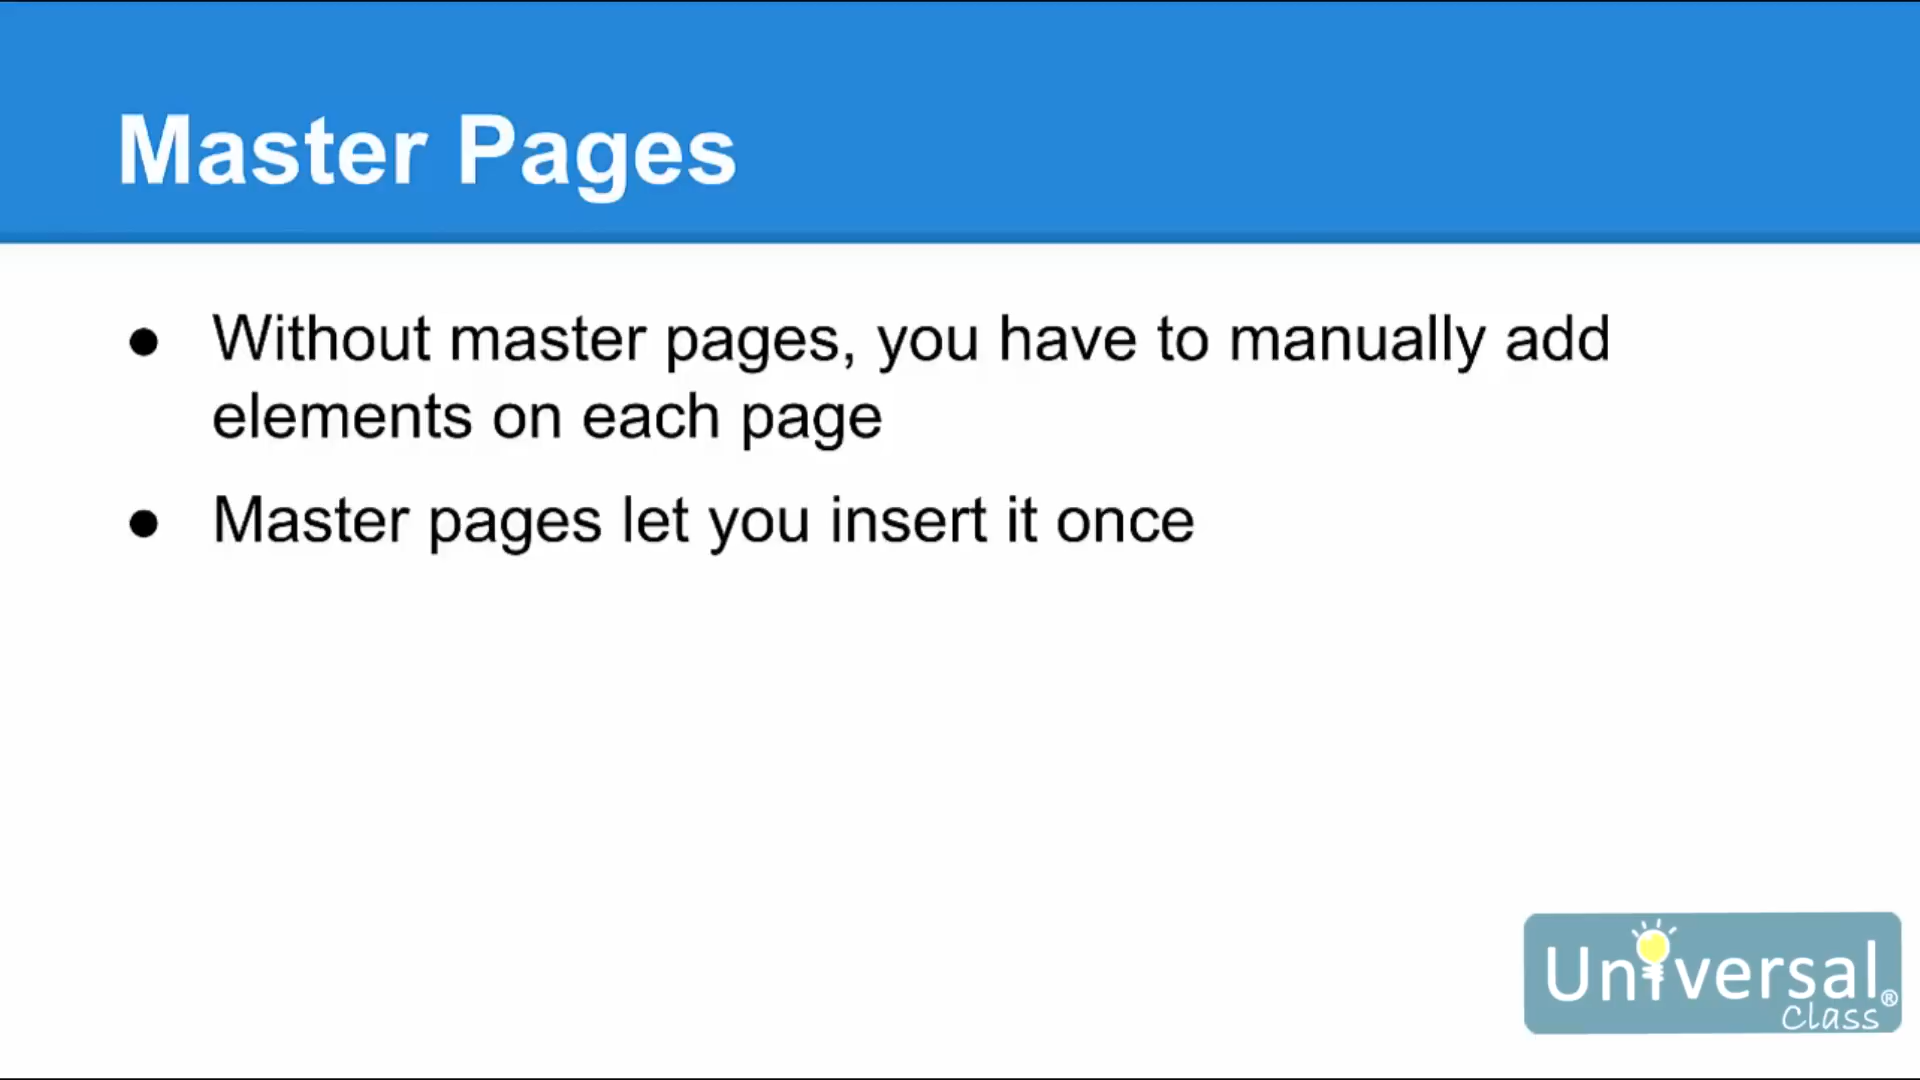 Master Pages
● Without master pages, you have to manually add
elements on each page
● Master pages let you insert it once
Universal®
Class